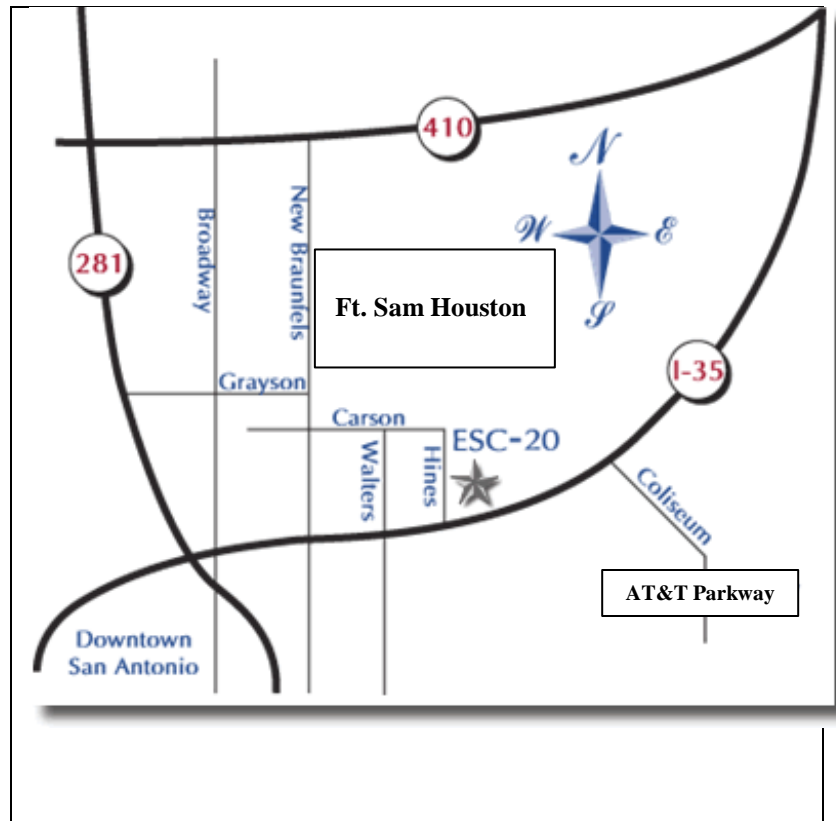 410
N
W
E
S
Broadway
New Braunfels
281
Ft. Sam Houston
I-35
Grayson
Carson
ESC-20
Walters
Hines
Coliseum
AT&T Parkway
Downtown
San Antonio